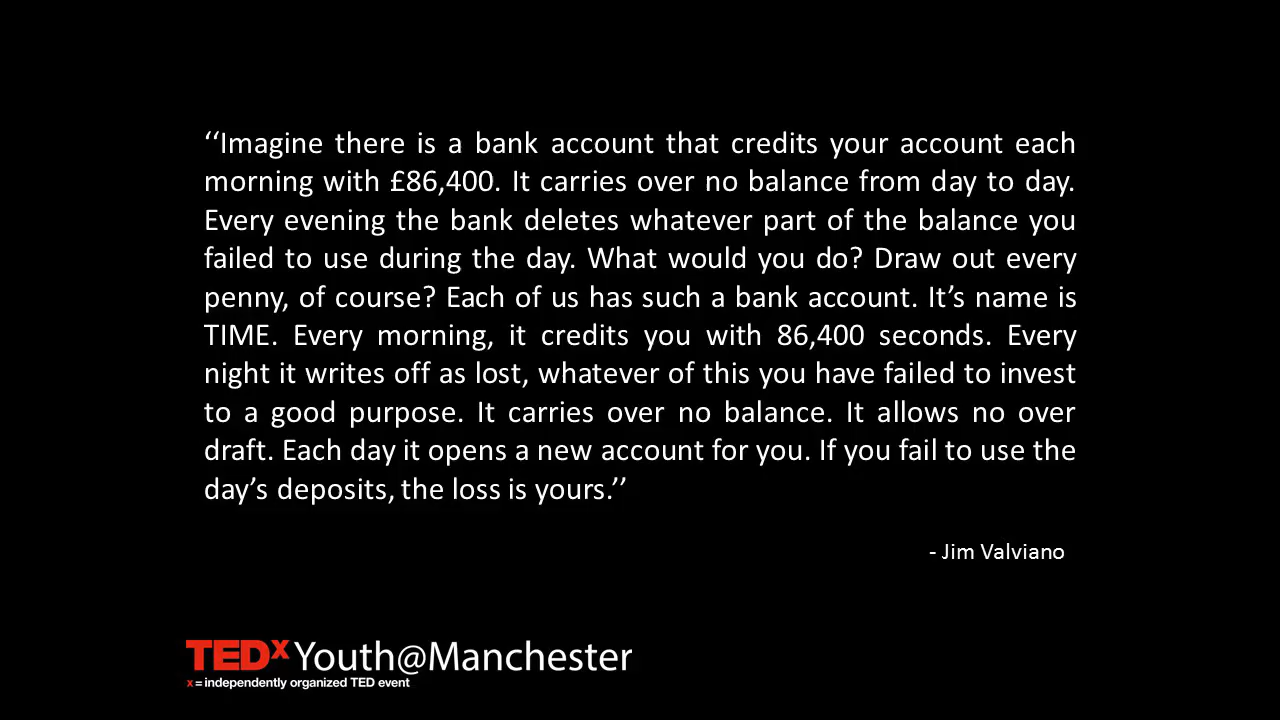 ‘‘Imagine there is a bank account that credits your account each
morning with £86,400. It carries over no balance from day to day.
Every evening the bank deletes whatever part of the balance you
failed to use during the day. What would you do? Draw out every
penny, of course? Each of us has such a bank account. It’s name is
TIME. Every morning, it credits you with 86,400 seconds. Every
night it writes off as lost, whatever of this you have failed to invest
to a good purpose. It carries over no balance. It allows no over
draft. Each day it opens a new account for you. If you fail to use the
day’s deposits, the loss is yours.’’
- Jim Valviano
TEDx Youth@Manchester
x = independently organized TED event